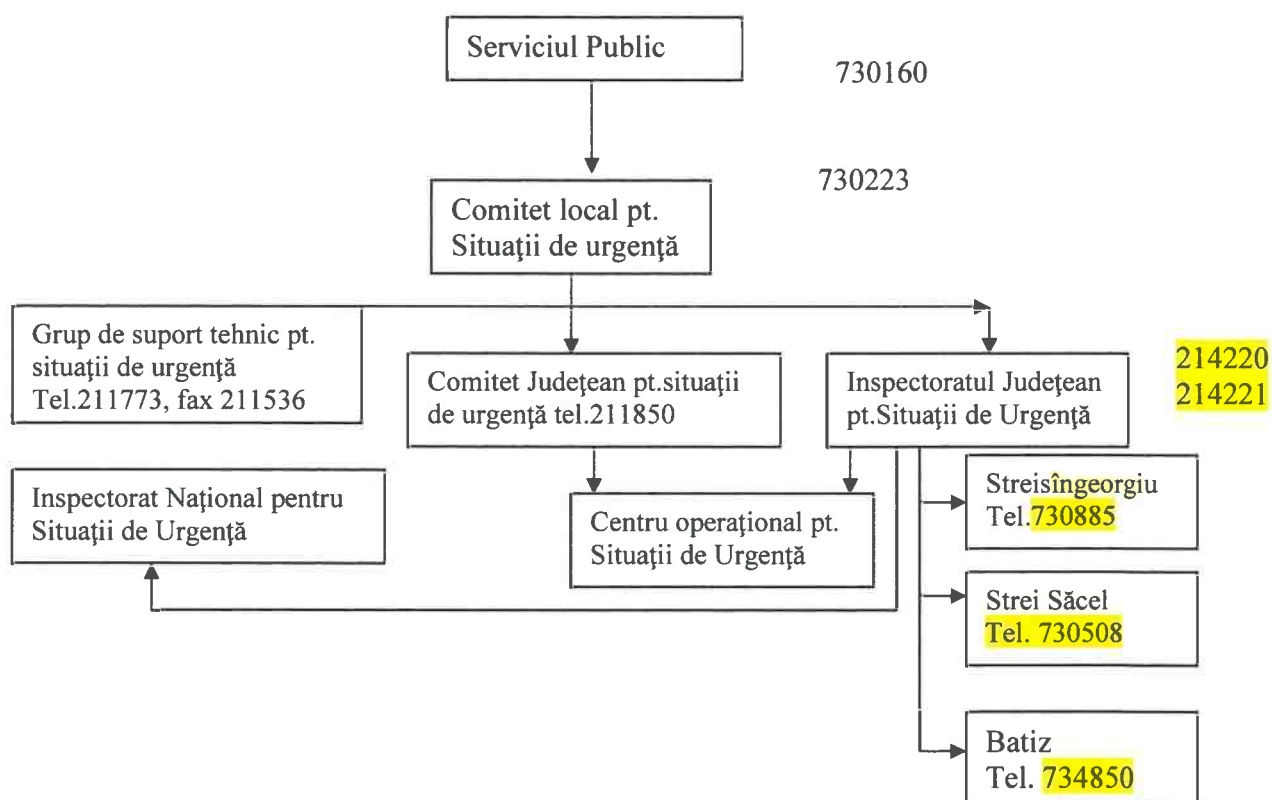 Serviciul Public
730160
730223
Comitet local pt.
Situaţii de urgenţă
Grup de suport tehnic pt.
situaţii de urgenţă
Tel.211773, fax 211536
Comitet Judeţean pt.situaţii
de urgenţă tel.211850
Inspectoratul Judeţean
pt.Situaţii de Urgenţă
214220
214221
Inspectorat Naţional pentru
Situaţii de Urgenţă
Centru operaţional pt.
Situaţii de Urgenţă
Streisîngeorgiu
Tel.730885
Strei Săcel
Tel. 730508
Batiz
Tel. 734850